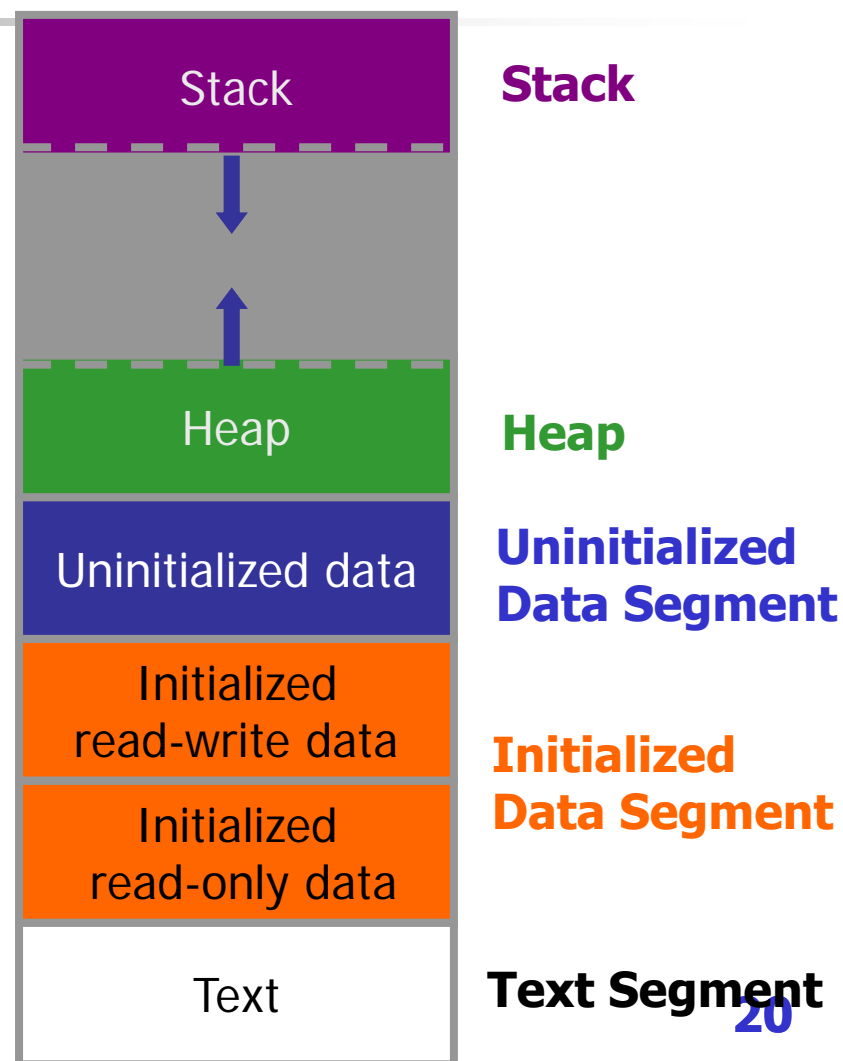 Stack
Stack
Heap
Heap
Uninitialized data
Uninitialized
Data Segment
Initialized
read-write data
Initialized
read-only data
Initialized
Data Segment
Text
Text Segment
20